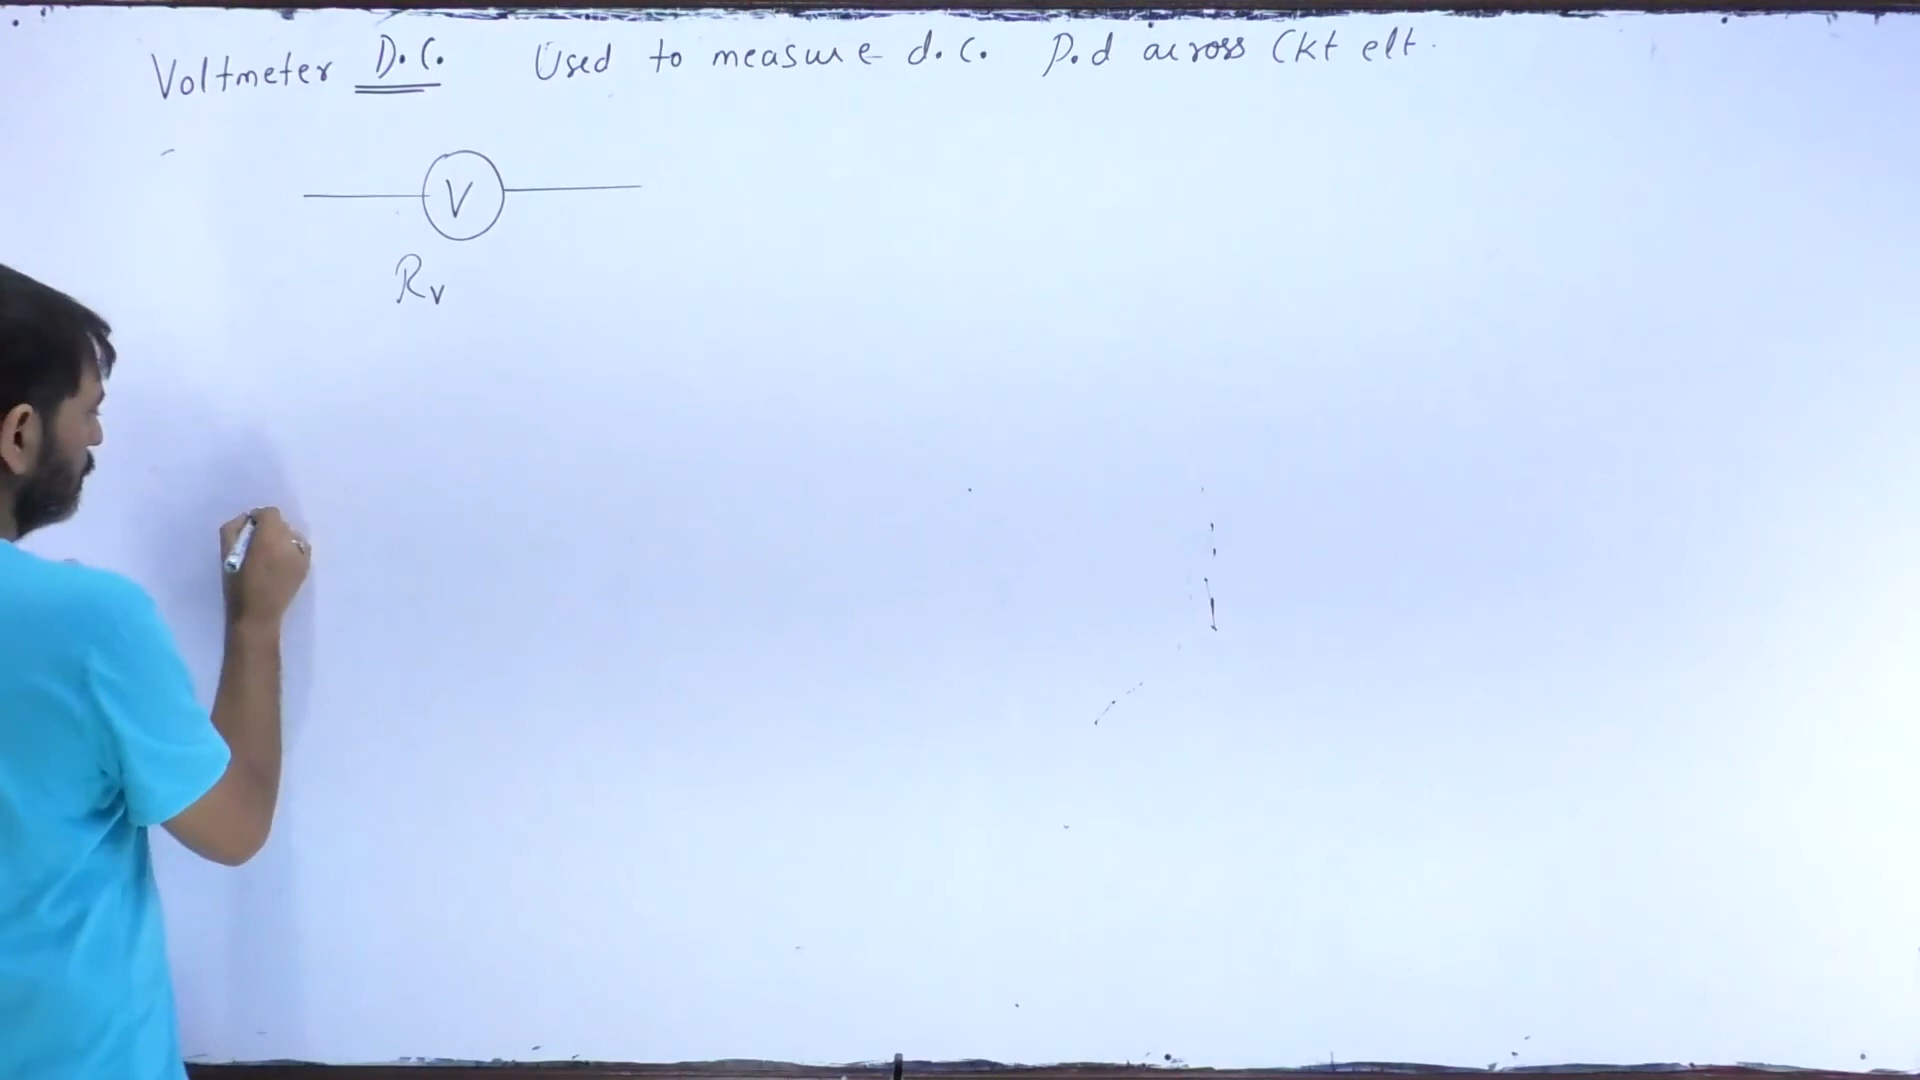 Voltmeter D.C. Used to measure d.c. P.d across Ckt elt.
V
Rv